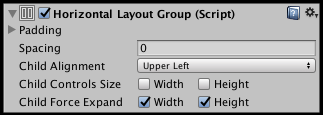 Horizontal Layout Group (Script)
Padding
Spacing 0
Child Alignment Upper Left
Child Controls Size Width Height
Child Force Expand Width Height